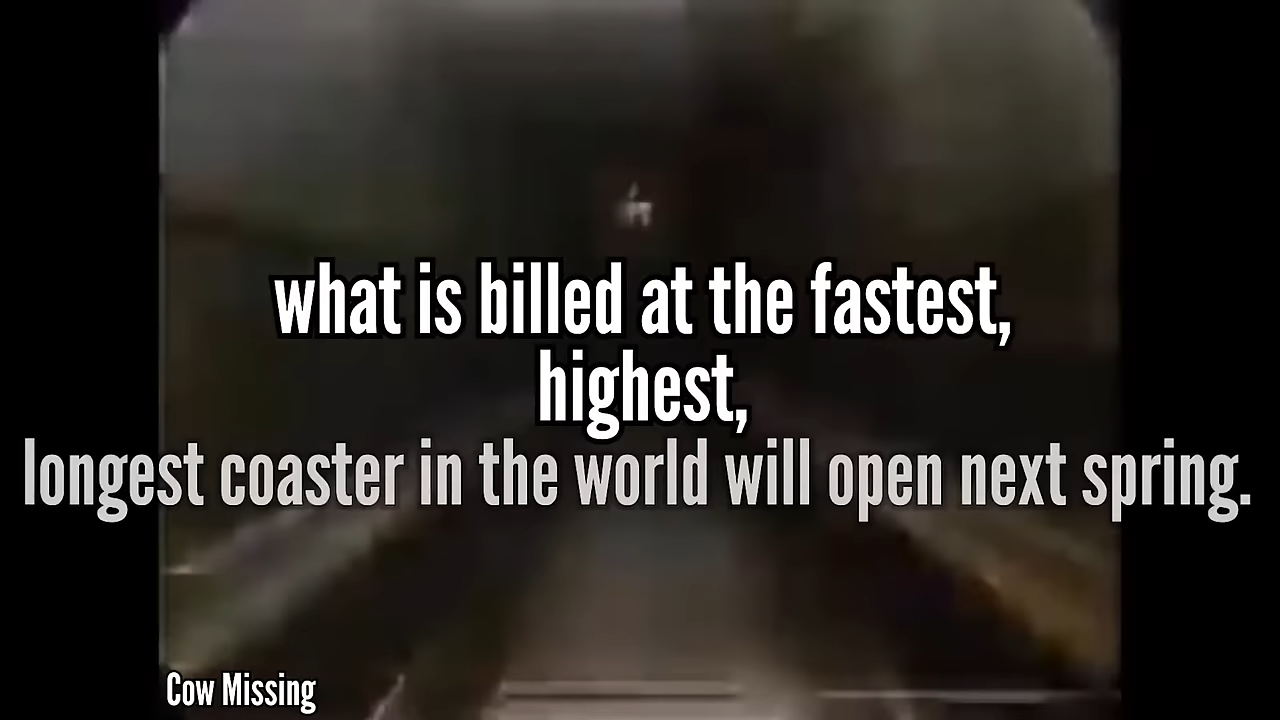 what is billed at the fastest,
highest,
longest coaster in the world will open next spring.
Cow Missing